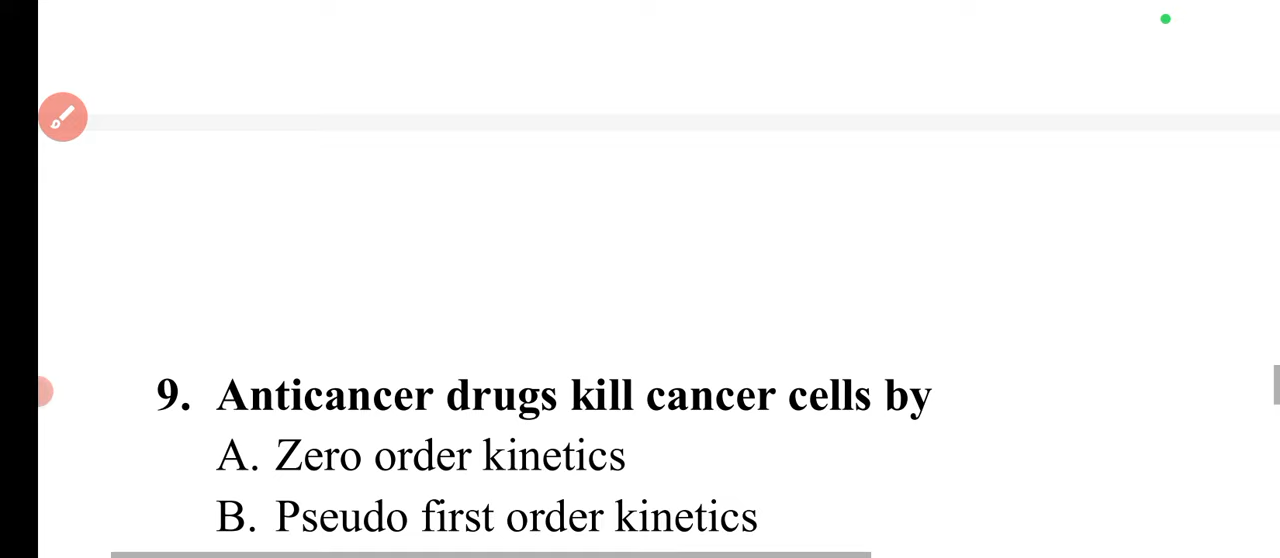 9. Anticancer drugs kill cancer cells by
A. Zero order kinetics
B. Pseudo first order kinetics